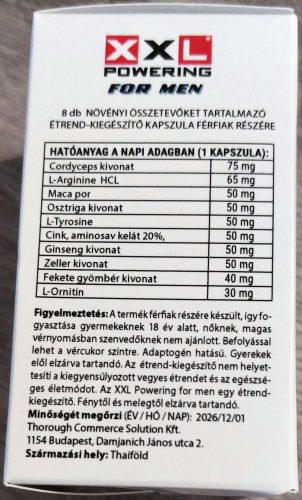 XXL
POWERING
FOR MEN
8 db NÖVÉNYI ÖSSZETEVŐKET TARTALMAZÓ
ÉTREND-KIEGÉSZÍTŐ KAPSZULA FÉRFIAK RÉSZÉRE
HATÓANYAG A NAPI ADAGBAN (1 KAPSZULA):
Cordyceps kivonat 75 mg
L-Arginine HCL 65 mg
Maca por 50 mg
Osztriga kivonat 50 mg
L-Tyrosine 50 mg
Cink, aminosav kelát 20%, 50 mg
Ginseng kivonat 50 mg
Zeller kivonat 50 mg
Fekete gyömbér kivonat 40 mg
L-Ornitin 30 mg
Figyelmeztetés: A termék férfiak részére készült, így fo-
gyasztása gyermekeknek 18 év alatt, nőknek, magas
vérnyomásban szenvedőknek nem ajánlott. Befolyással
lehet a vércukor szintre. Adaptogén hatású. Gyerekek
elől elzárva tartandó. Az étrend-kiegészítő nem helyet-
tesíti a kiegyensúlyozott vegyes étrendet és az egészsé-
ges életmódot. Az XXL Powering for men egy étrend-
kiegészítő. Fénytől és melegtől elzárva tartandó.
Minőségét megőrzi (ÉV / HÓ / NAP): 2026/12/01
Thorough Commerce Solution Kft.
1154 Budapest, Damjanich János utca 2.
Származási hely: Thaiföld